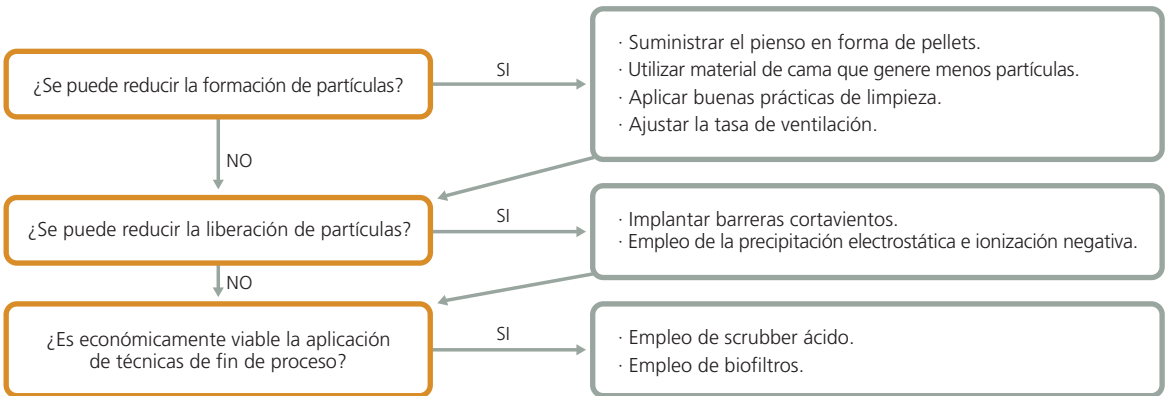 ¿Se puede reducir la formación de partículas?
SI
· Suministrar el pienso en forma de pellets.
· Utilizar material de cama que genere menos partículas.
· Aplicar buenas prácticas de limpieza.
· Ajustar la tasa de ventilación.
NO
¿Se puede reducir la liberación de partículas?
SI
· Implantar barreras cortavientos.
· Empleo de la precipitación electrostática e ionización negativa.
NO
¿Es económicamente viable la aplicación
de técnicas de fin de proceso?
SI
· Empleo de scrubber ácido.
· Empleo de biofiltros.